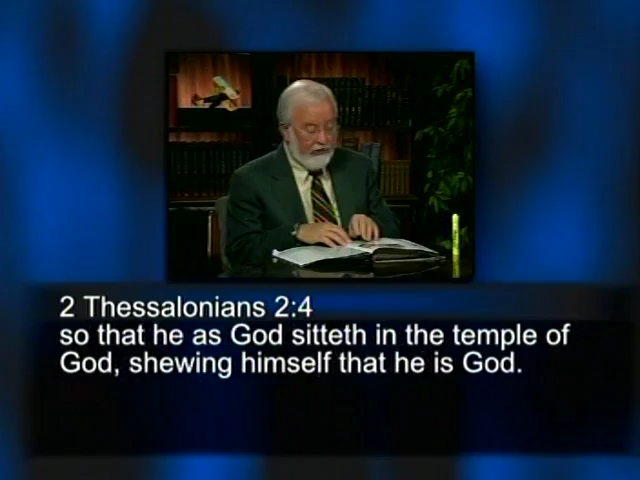 2 Thessalonians 2:4
so that he as God sitteth in the temple of
God, shewing himself that he is God.